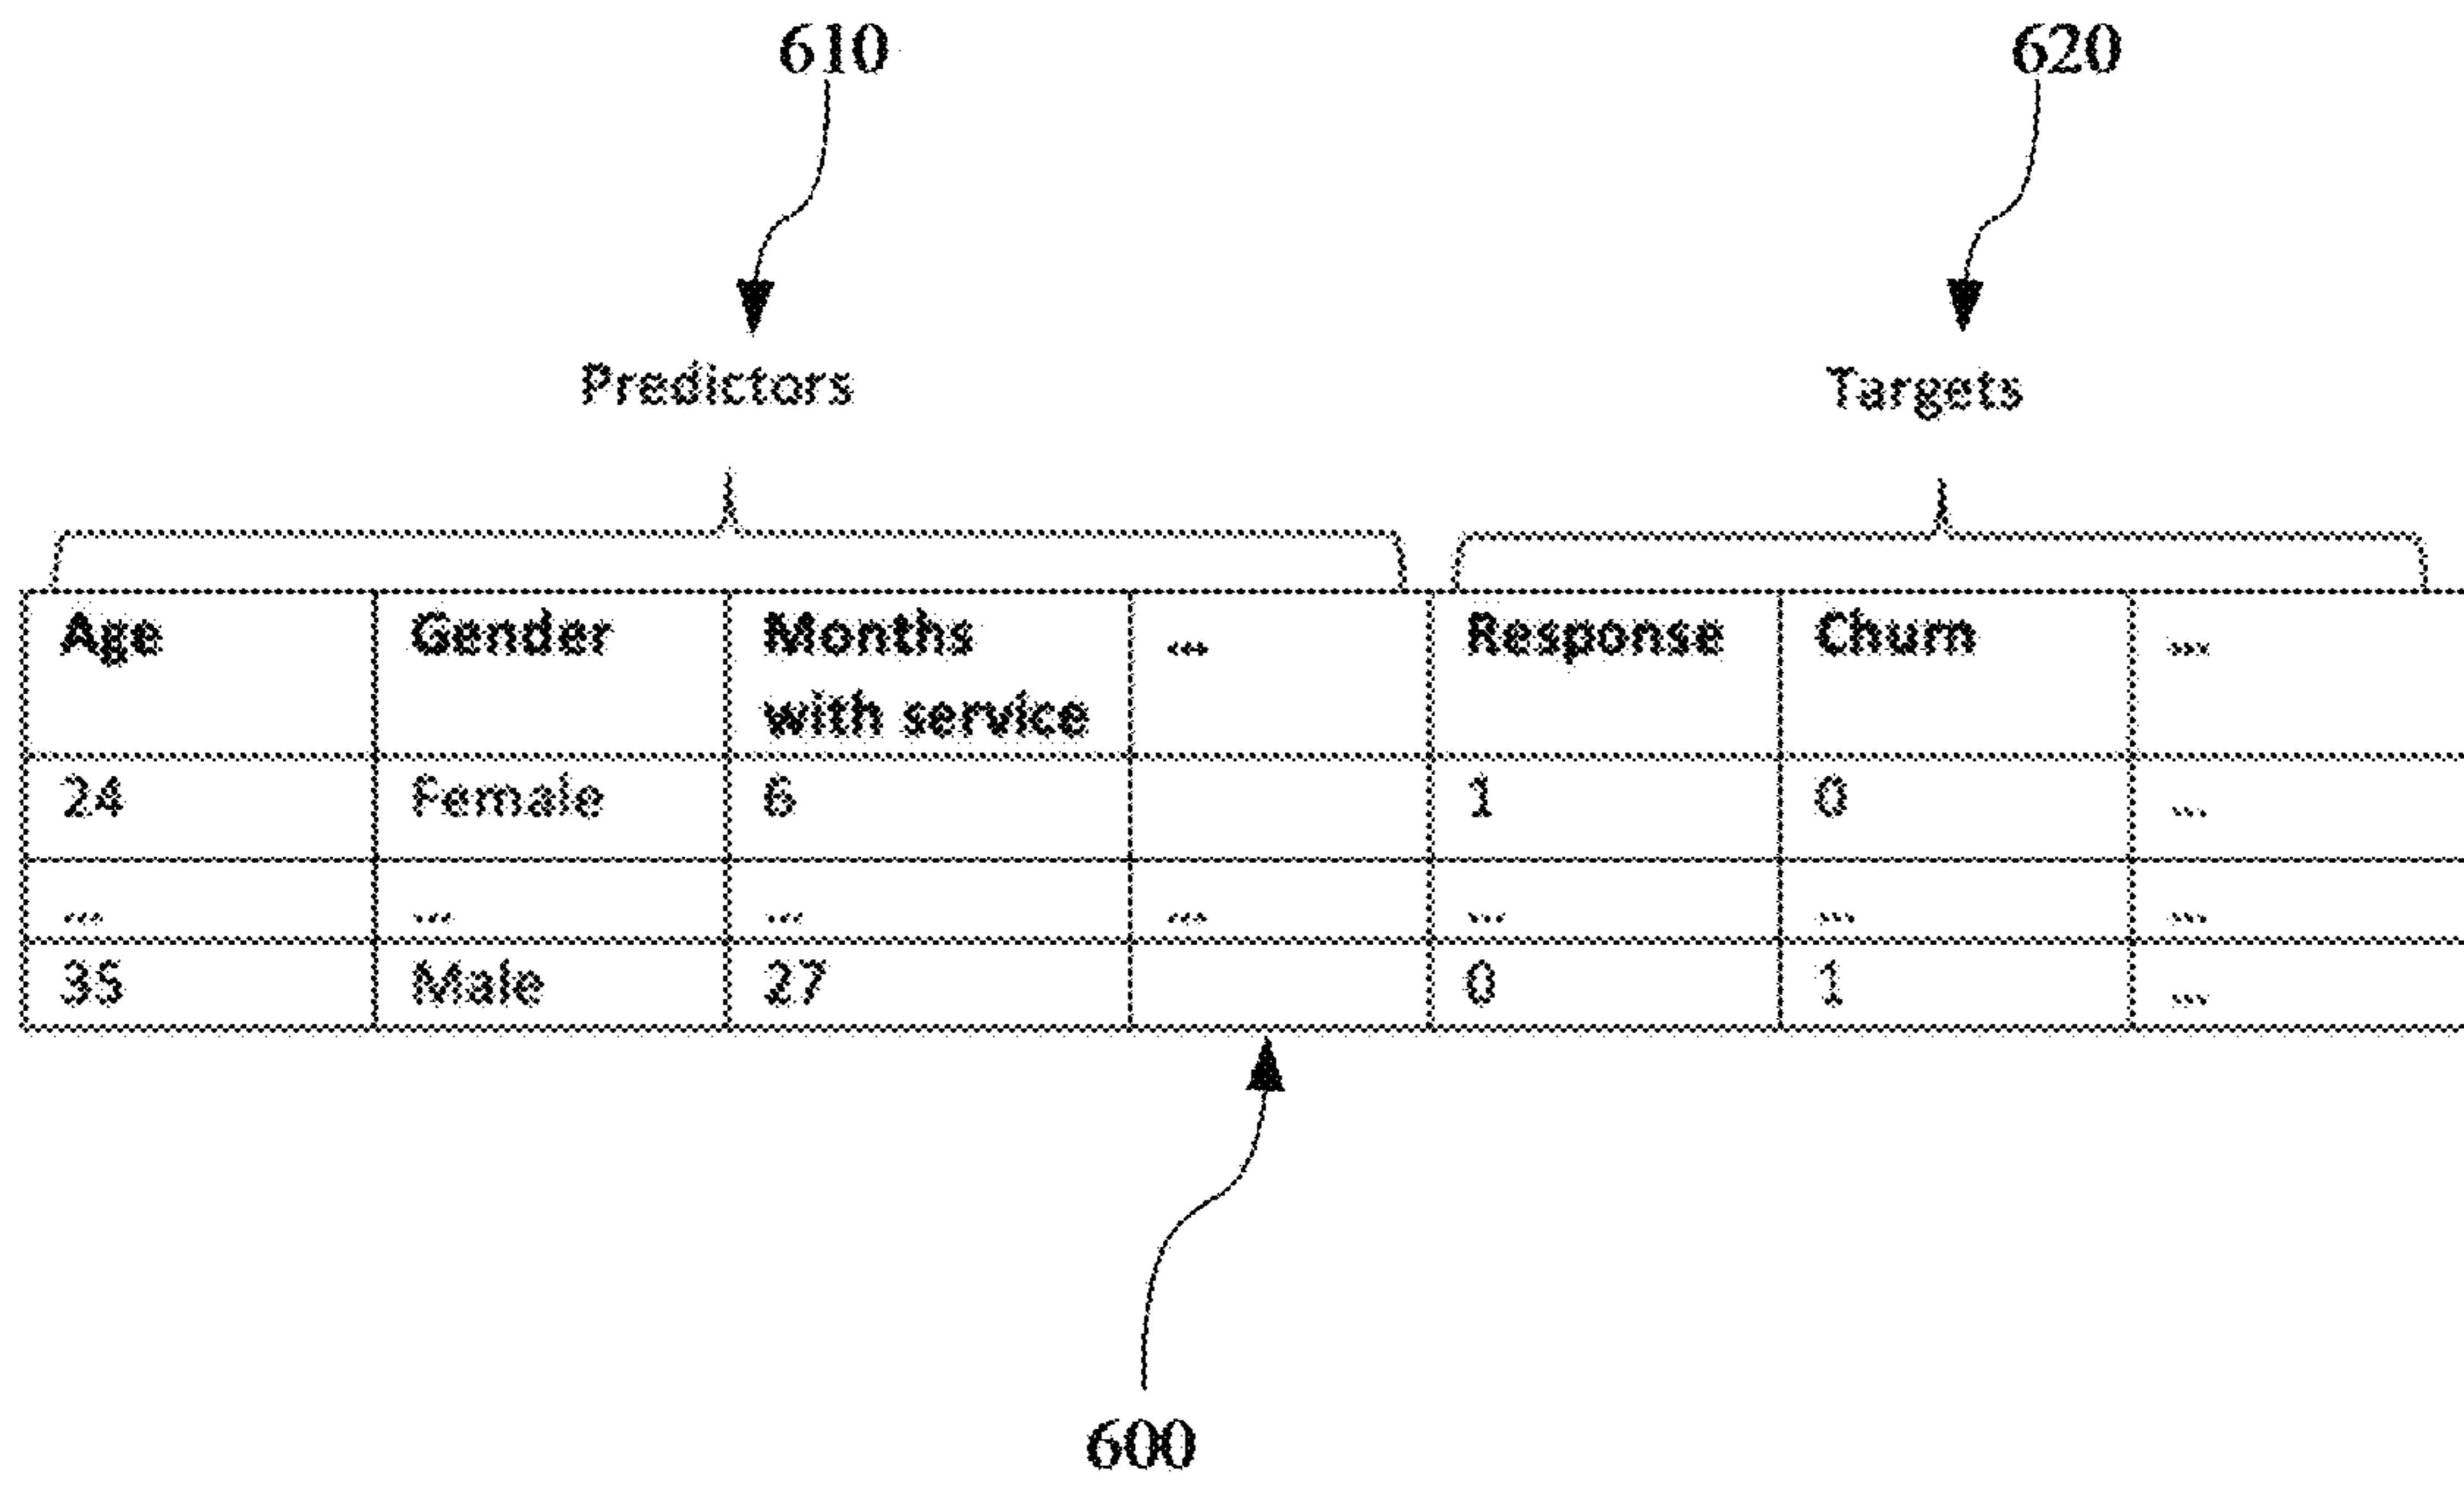 610 620
Predictors Targets
Age Gender Months ... Response Churn ...
with service
24 Female 6 1 0 ...
... ... ... ... ... ... ...
35 Male 27 0 1 ...
600